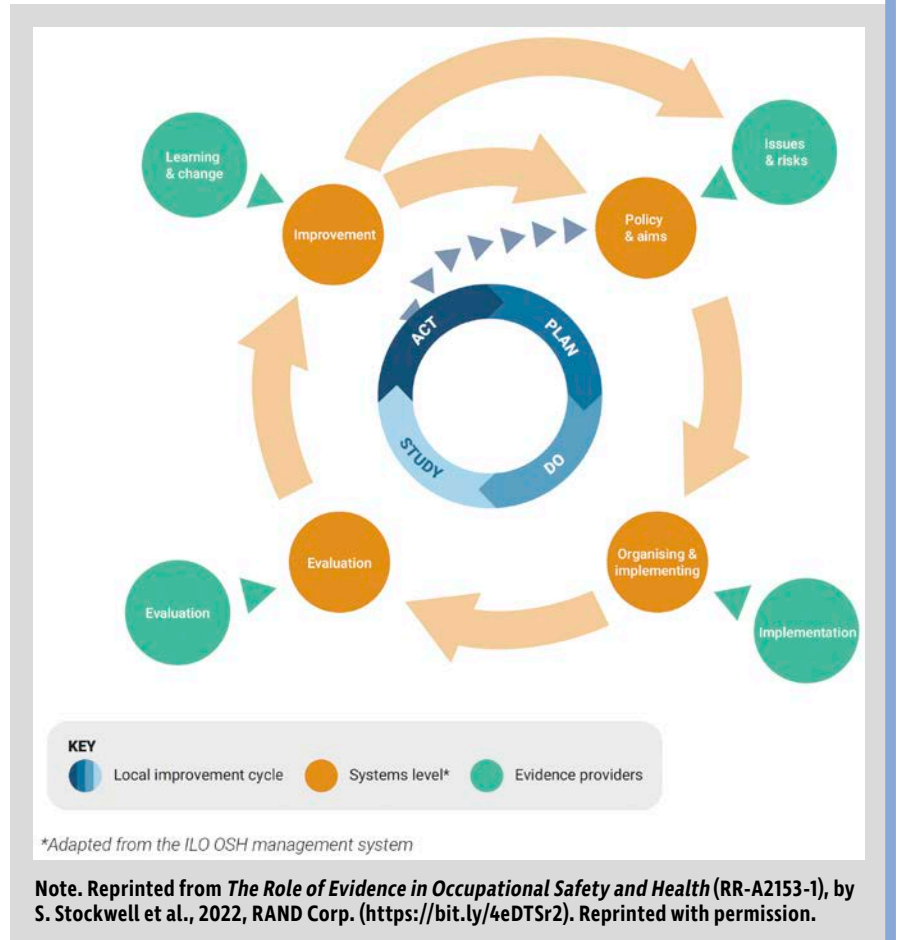 Learning
& change
Issues
& risks
Improvement
Policy
& aims
ACT
PLAN
STUDY
DO
Evaluation
Organising &
implementing
Evaluation
Implementation
KEY
Local improvement cycle
Systems level*
Evidence providers
*Adapted from the ILO OSH management system
Note. Reprinted from The Role of Evidence in Occupational Safety and Health (RR-A2153-1), by
S. Stockwell et al., 2022, RAND Corp. (https://bit.ly/4eDTSr2). Reprinted with permission.